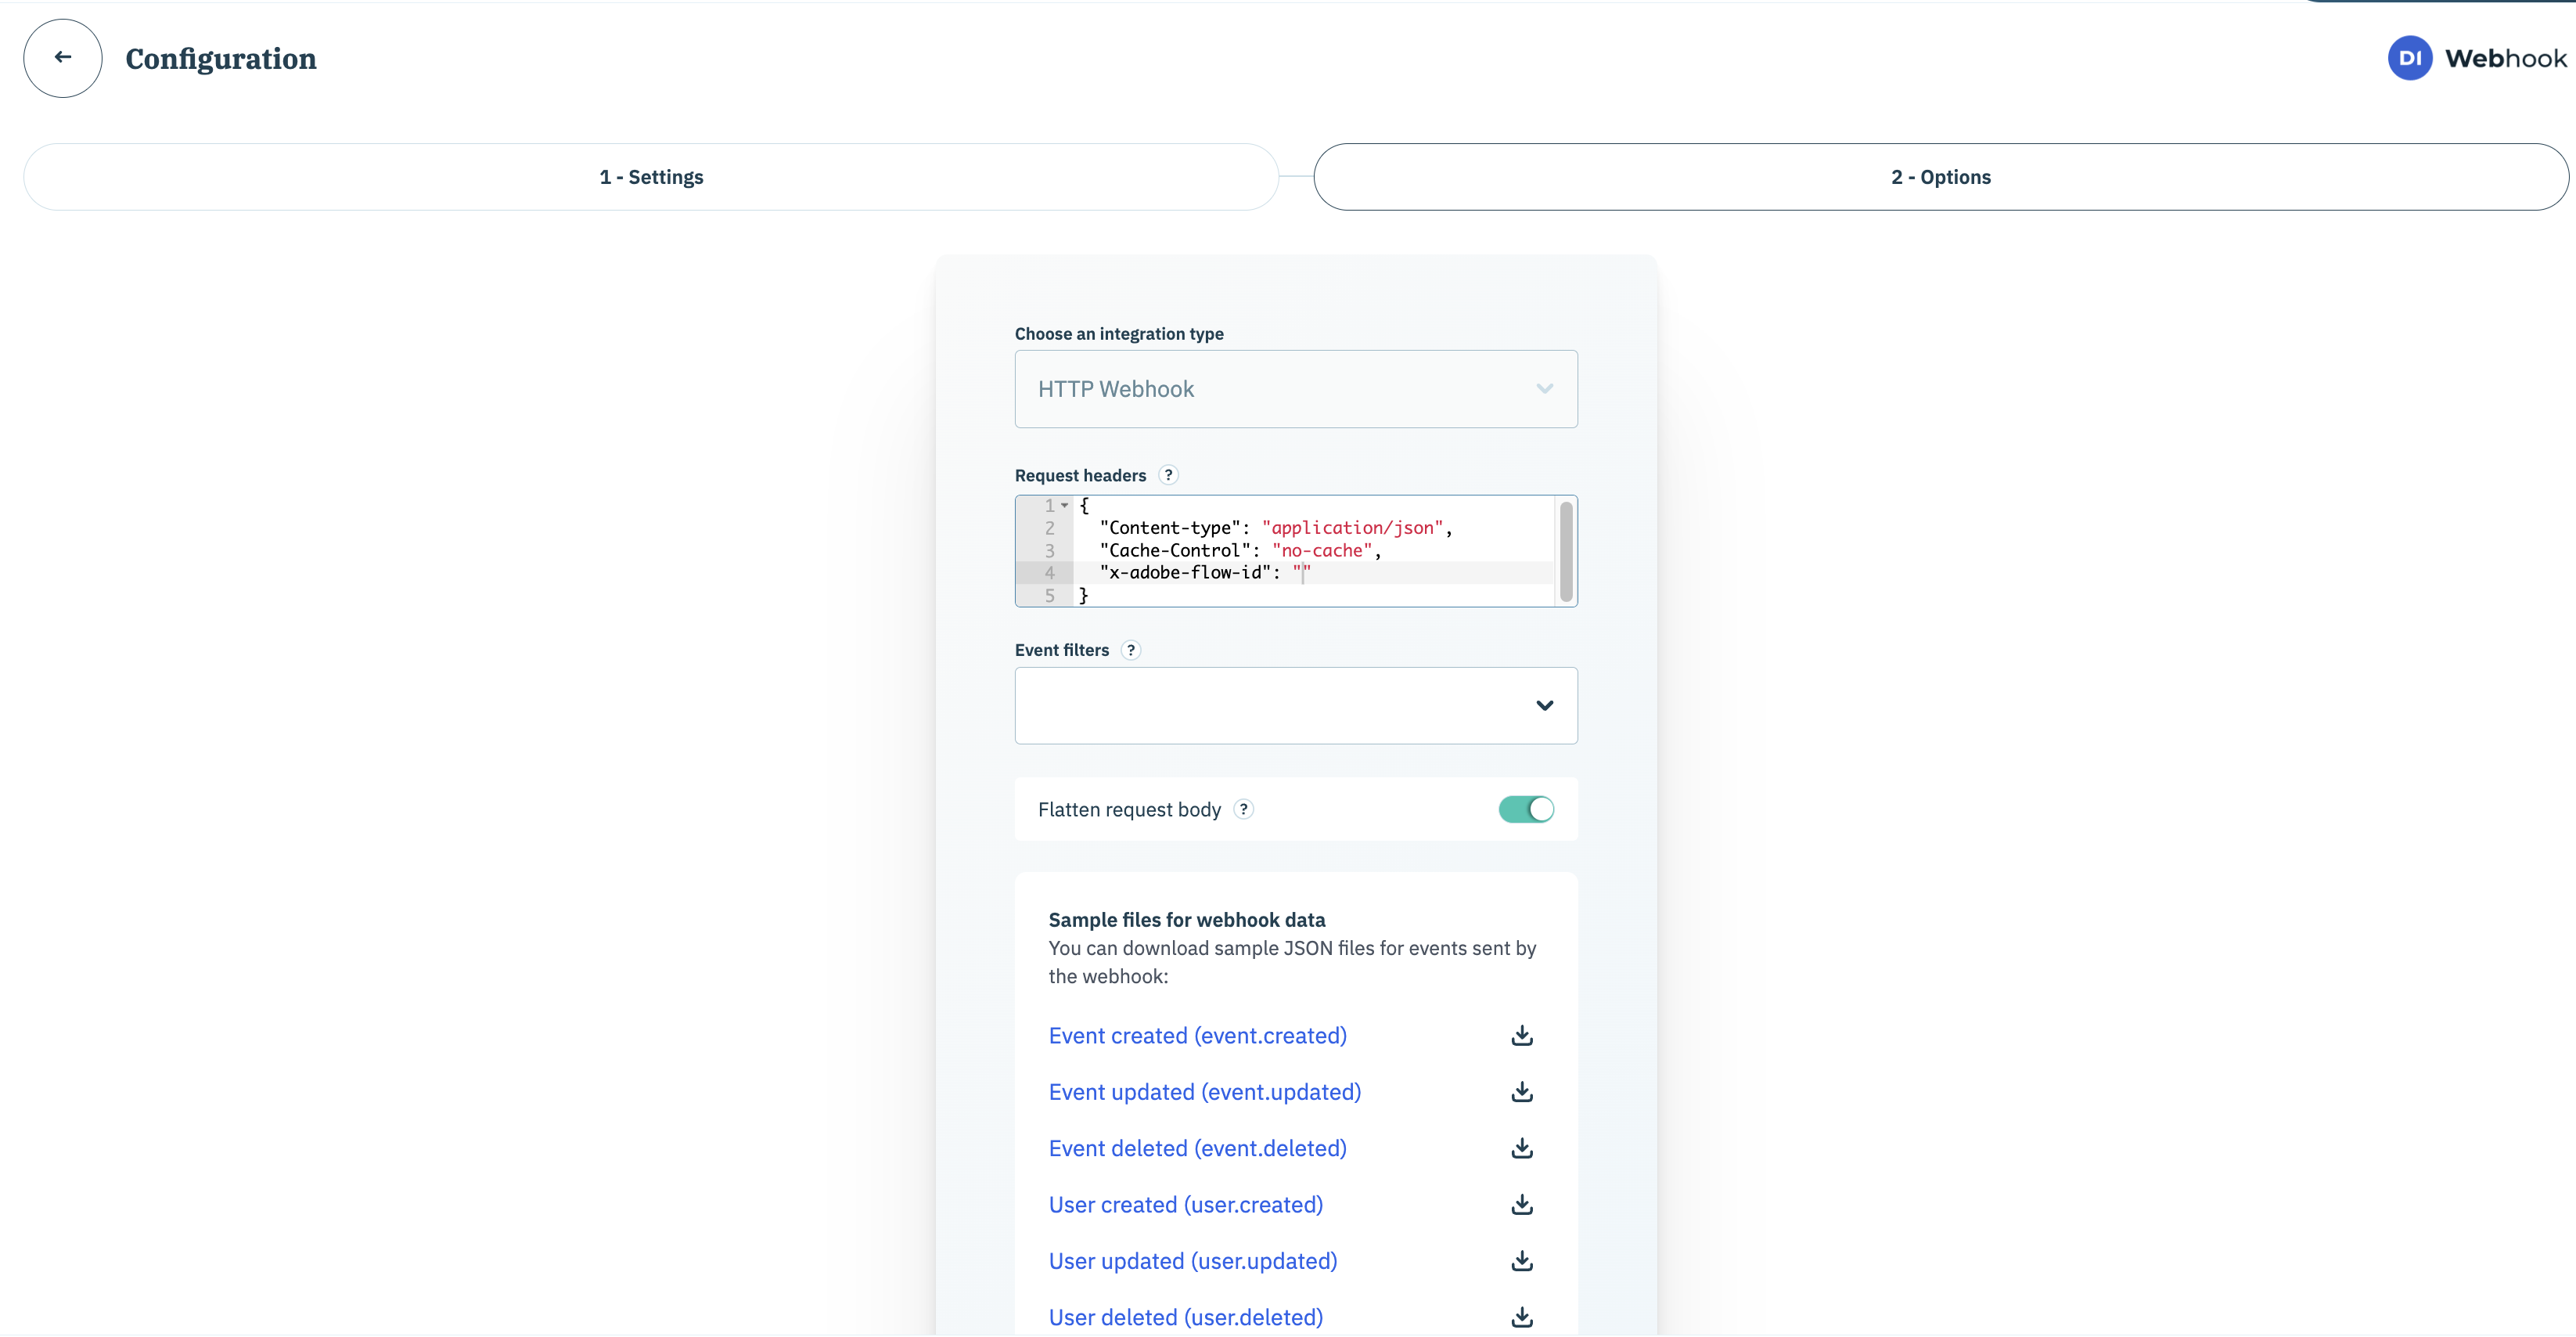 Configuration
DI Webhook
1 - Settings
2 - Options
Choose an integration type
HTTP Webhook
Request headers ?
1 {
2 "Content-type": "application/json",
3 "Cache-Control": "no-cache",
4 "x-adobe-flow-id": ""
5 }
Event filters ?
Flatten request body ?
Sample files for webhook data
You can download sample JSON files for events sent by
the webhook:
Event created (event.created)
Event updated (event.updated)
Event deleted (event.deleted)
User created (user.created)
User updated (user.updated)
User deleted (user.deleted)